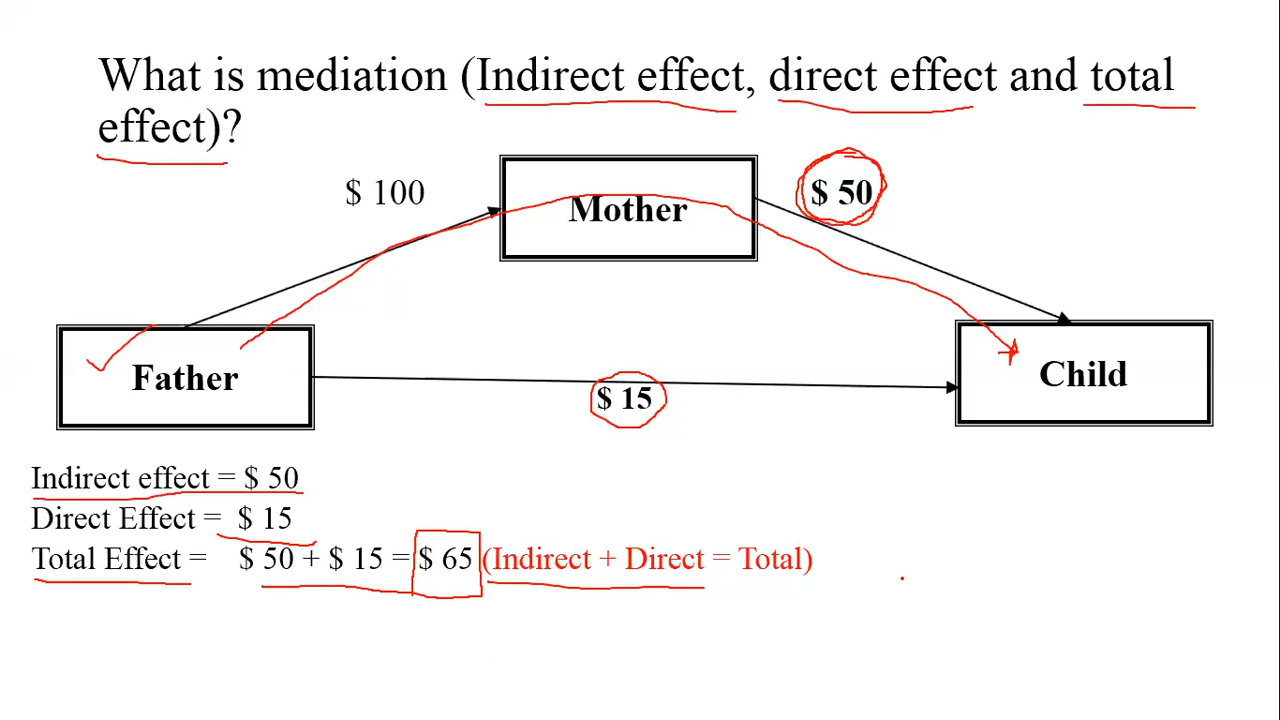 What is mediation (Indirect effect, direct effect and total
effect)?
$ 100
Mother
$ 50
Father
$ 15
Child
Indirect effect = $ 50
Direct Effect = $ 15
Total Effect = $ 50 + $ 15 = $ 65 (Indirect + Direct = Total)